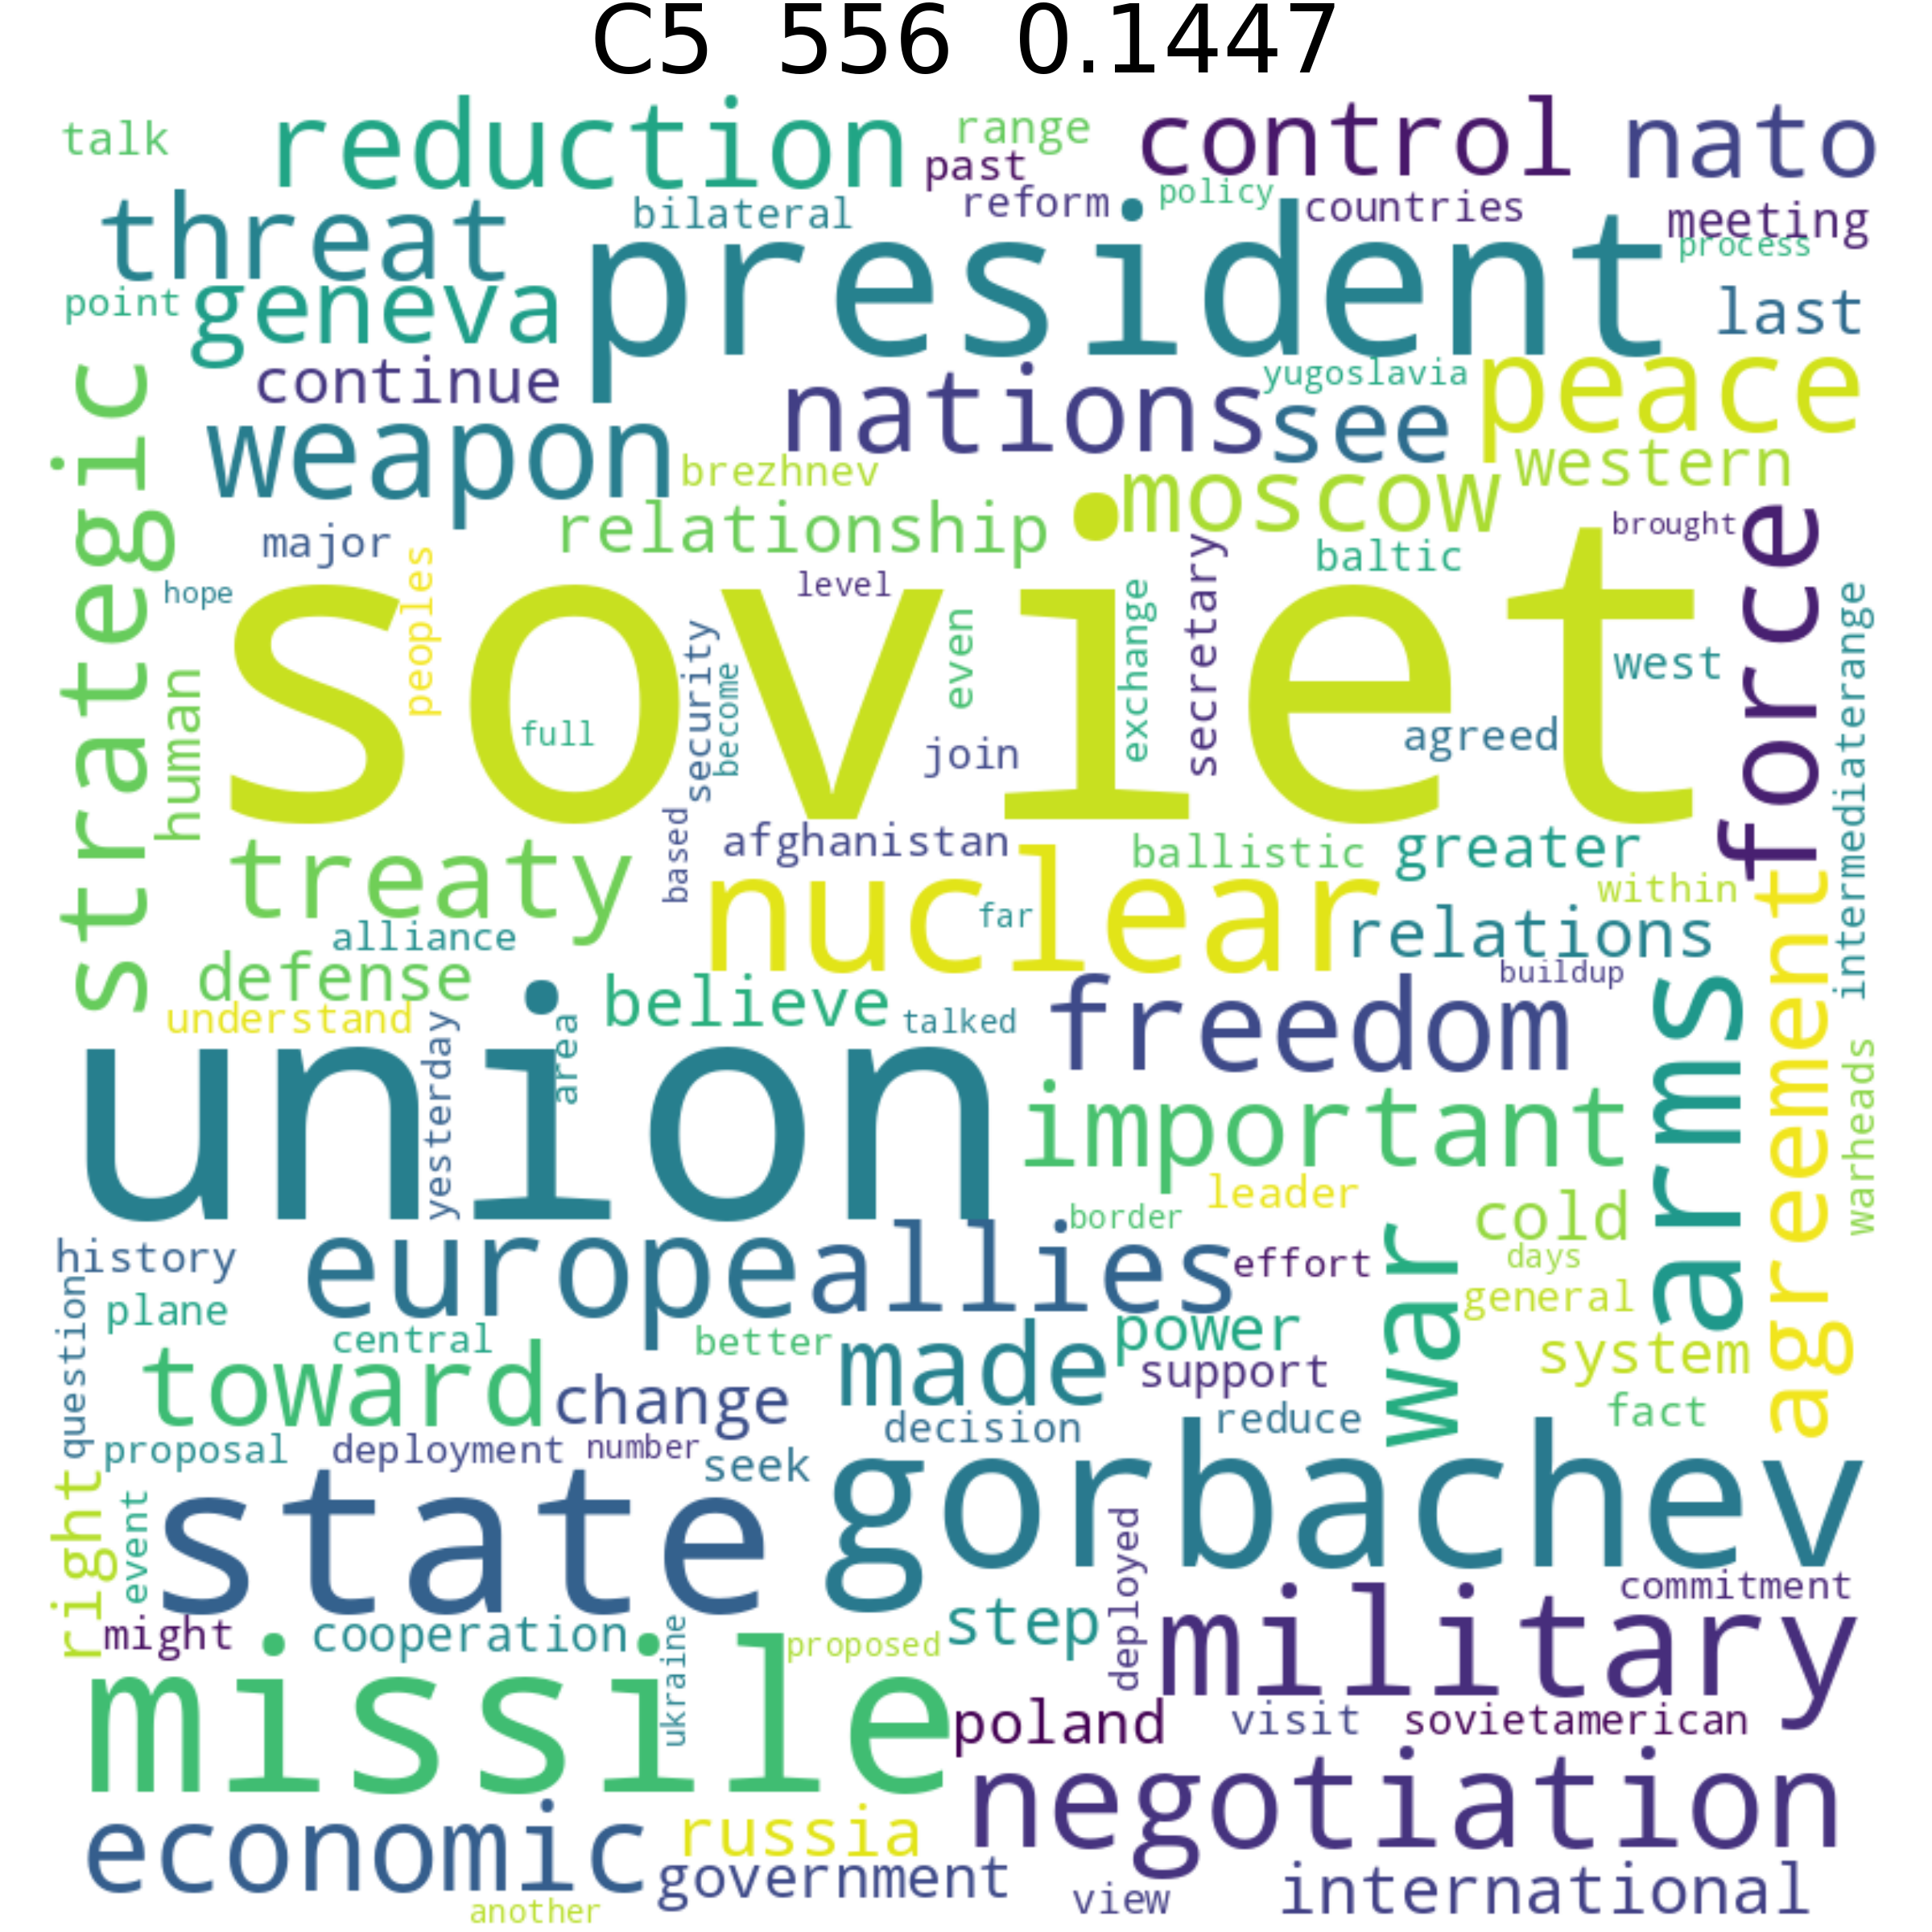 C5 556 0.1447
talk
reduction
range
past
control
nato
threat
bilateral
reform
policy
countries
meeting
process
point
geneva
president
last
continue
nations
yugoslavia
see
peace
weapon
brezhnev
moscow
western
strategic
relationship
major
peoples
brought
baltic
hope
soviet
level
force
human
full
security
become
even
join
exchange
secretary
agreed
west
intermediaterange
treaty
based
afghanistan
ballistic
greater
nuclear
far
within
alliance
relations
defense
believe
buildup
understand
talked
freedom
arms
agreement
union
yesterday
area
important
warheads
leader
border
cold
history
europe
allies
effort
war
days
question
plane
general
central
better
made
power
system
toward
change
support
decision
reduce
fact
proposal
deployment
number
seek
gorbachev
right
event
state
deployed
commitment
might
cooperation
ukraine
proposed
step
military
missile
poland
visit
sovietamerican
negotiation
economic
russia
government
view
international
another